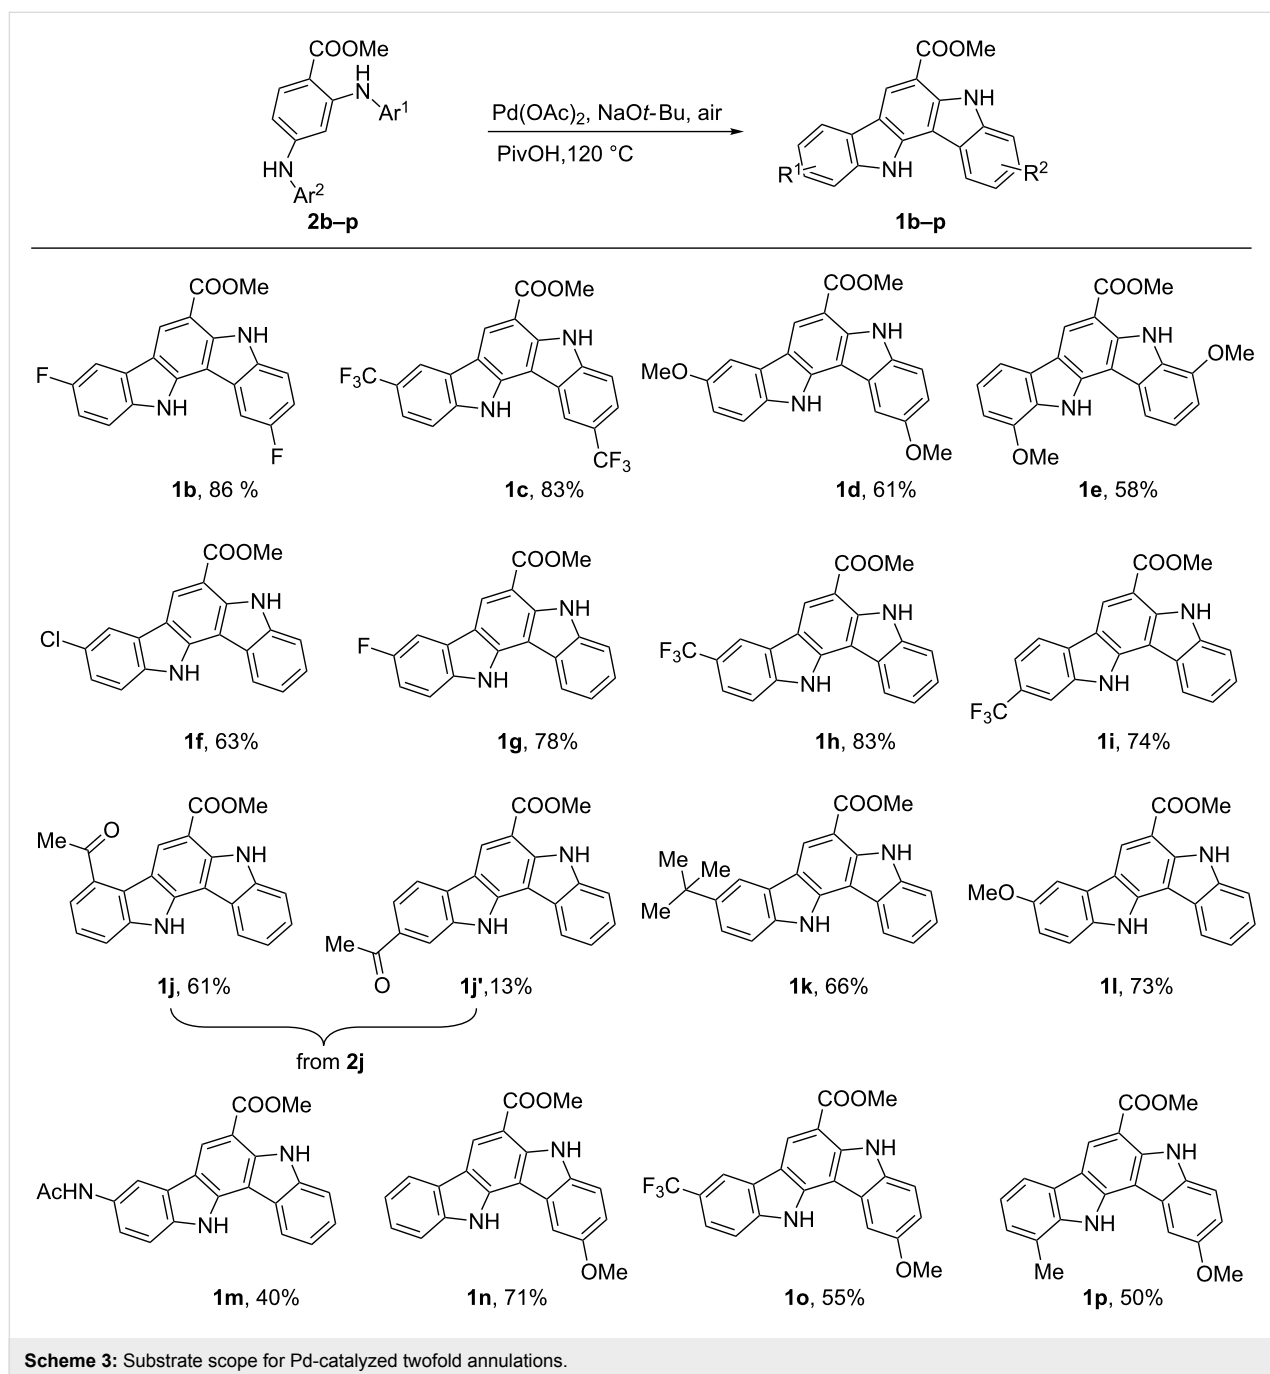 COOMe
H
N
Ar1
HN
Ar2
2b–p
Pd(OAc)2, NaOt-Bu, air
PivOH,120 °C
COOMe
NH
R1
NH
R2
1b–p
COOMe
NH
F
NH
F
1b, 86 %
COOMe
NH
F3C
NH
CF3
1c, 83%
COOMe
NH
MeO
NH
OMe
1d, 61%
COOMe
NH
OMe
NH
OMe
1e, 58%
COOMe
NH
Cl
NH
1f, 63%
COOMe
NH
F
NH
1g, 78%
COOMe
NH
F3C
NH
1h, 83%
COOMe
NH
NH
F3C
1i, 74%
COOMe
Me
O
NH
NH
1j, 61%
COOMe
NH
NH
Me
O
1j',13%
from 2j
COOMe
NH
Me
Me
Me
NH
1k, 66%
COOMe
NH
MeO
NH
1l, 73%
COOMe
NH
AcHN
NH
1m, 40%
COOMe
NH
NH
OMe
1n, 71%
COOMe
NH
F3C
NH
OMe
1o, 55%
COOMe
NH
NH
Me
OMe
1p, 50%
Scheme 3: Substrate scope for Pd-catalyzed twofold annulations.